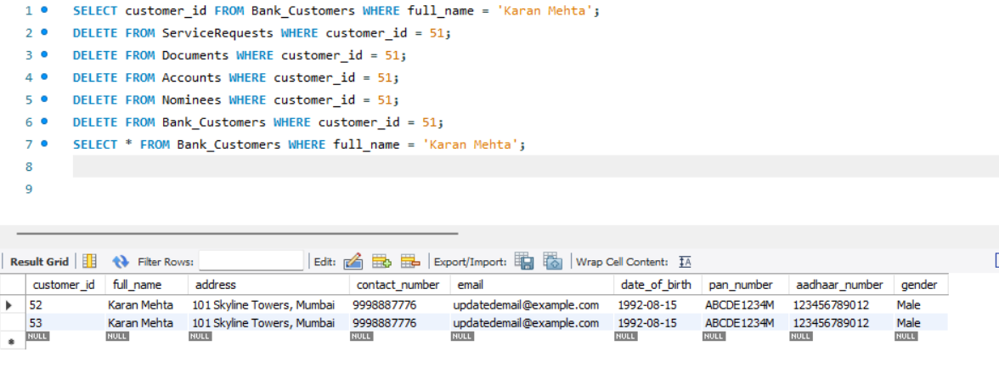 1 SELECT customer_id FROM Bank_Customers WHERE full_name = 'Karan Mehta';
2 DELETE FROM ServiceRequests WHERE customer_id = 51;
3 DELETE FROM Documents WHERE customer_id = 51;
4 DELETE FROM Accounts WHERE customer_id = 51;
5 DELETE FROM Nominees WHERE customer_id = 51;
6 DELETE FROM Bank_Customers WHERE customer_id = 51;
7 SELECT * FROM Bank_Customers WHERE full_name = 'Karan Mehta';
8
9
Result Grid Filter Rows: Edit: Export/Import: Wrap Cell Content: IA
customer_id full_name address contact_number email date_of_birth pan_number aadhaar_number gender
52 Karan Mehta 101 Skyline Towers, Mumbai 9998887776 updatedemail@example.com 1992-08-15 ABCDE1234M 123456789012 Male
53 Karan Mehta 101 Skyline Towers, Mumbai 9998887776 updatedemail@example.com 1992-08-15 ABCDE1234M 123456789012 Male
NULL NULL NULL NULL NULL NULL NULL NULL NULL